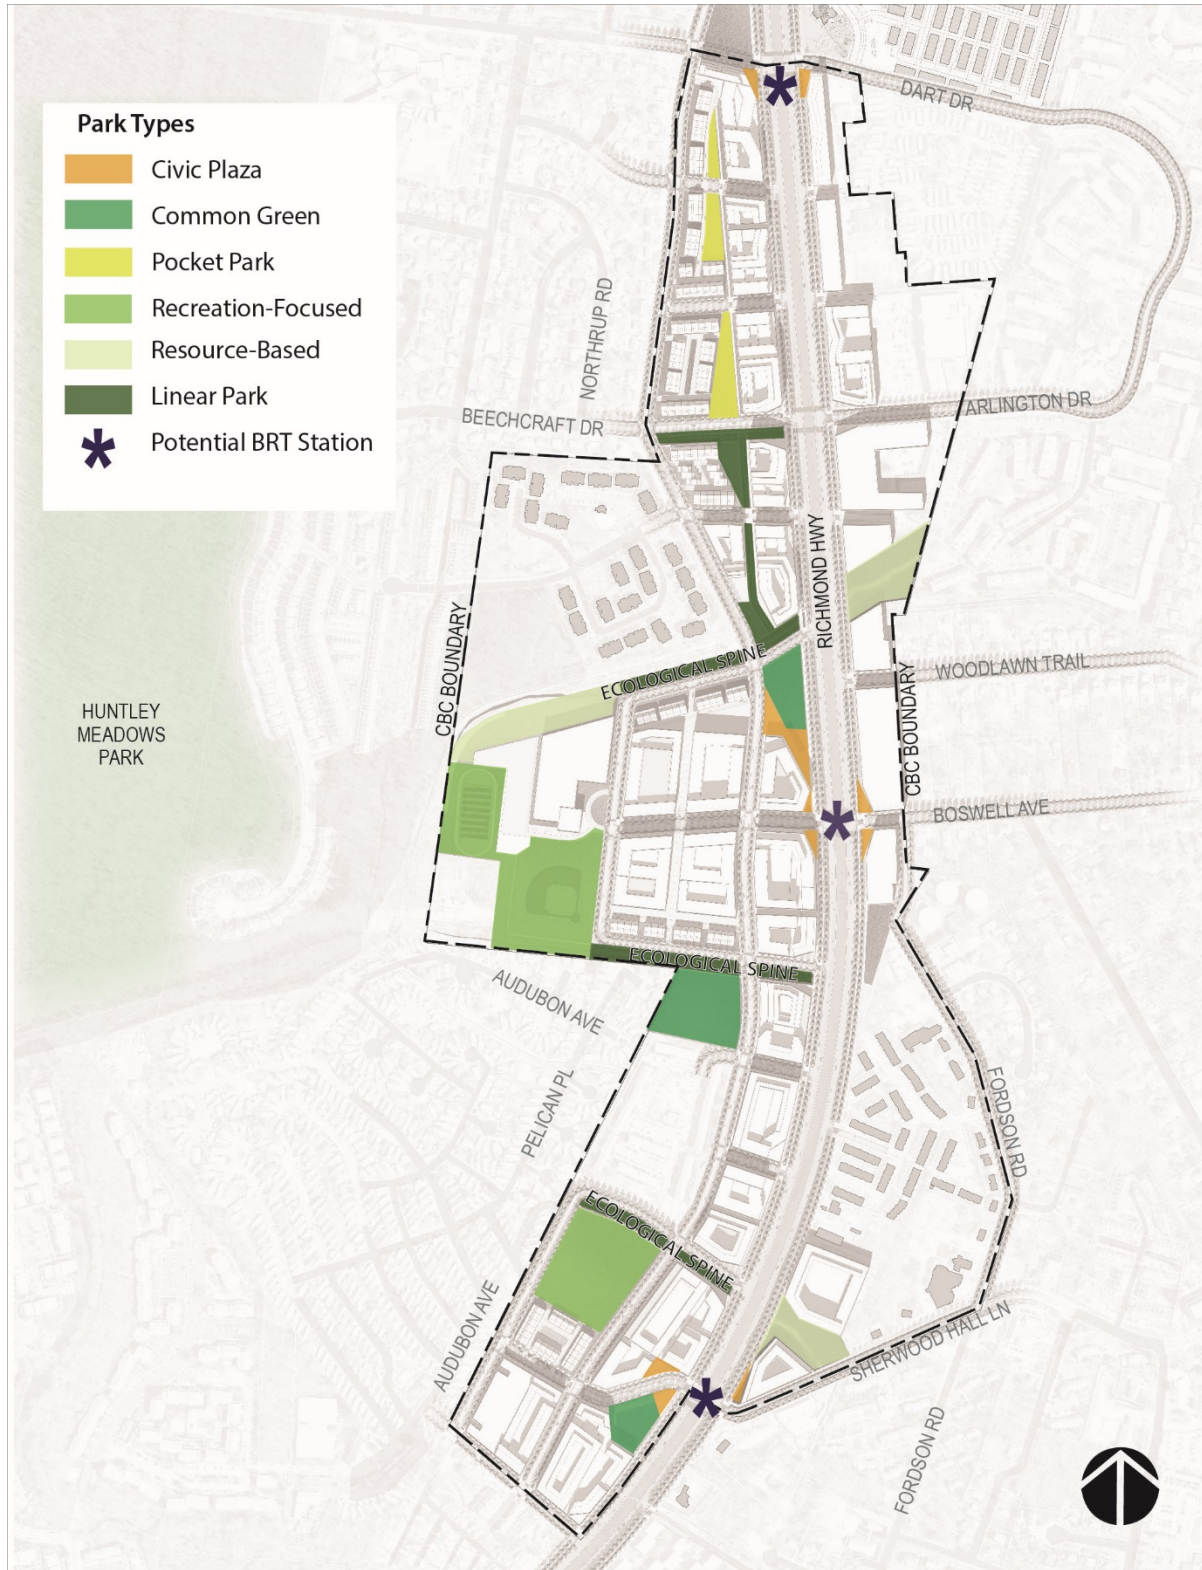 Park Types
Civic Plaza
Common Green
Pocket Park
Recreation-Focused
Resource-Based
Linear Park
Potential BRT Station
DART DR
NORTHRUP RD
BEECHCRAFT DR
ARLINGTON DR
RICHMOND HWY
CBC BOUNDARY
ECOLOGICAL SPINE
WOODLAWN TRAIL
CBC BOUNDARY
HUNTLEY
MEADOWS
PARK
BOSWELL AVE
ECOLOGICAL SPINE
AUDUBON AVE
PELICAN PL
FORDSON RD
ECOLOGICAL SPINE
AUDUBON AVE
SHERWOOD HALL LN
FORDSON RD